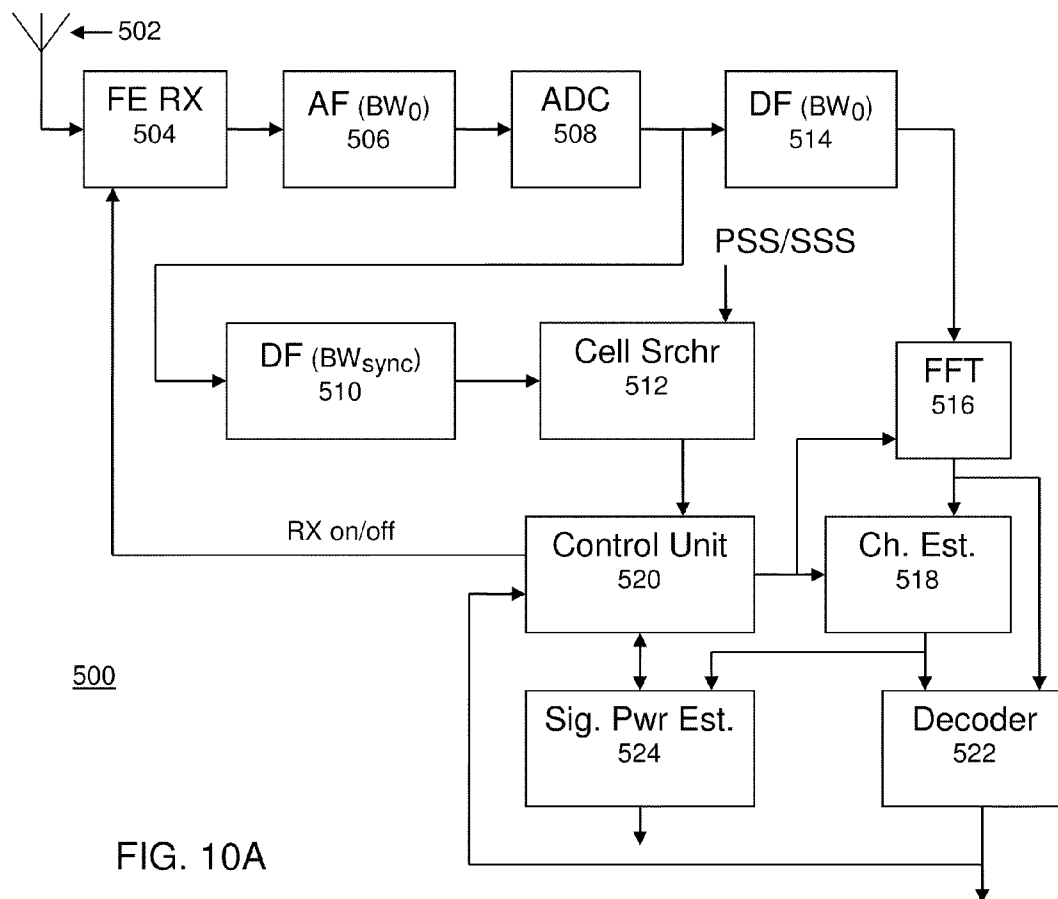 502
FE RX
504
AF (BW0)
506
ADC
508
DF (BW0)
514
PSS/SSS
DF (BWsync)
510
Cell Srchr
512
FFT
516
RX on/off
Control Unit
520
Ch. Est.
518
500
Sig. Pwr Est.
524
Decoder
522
FIG. 10A